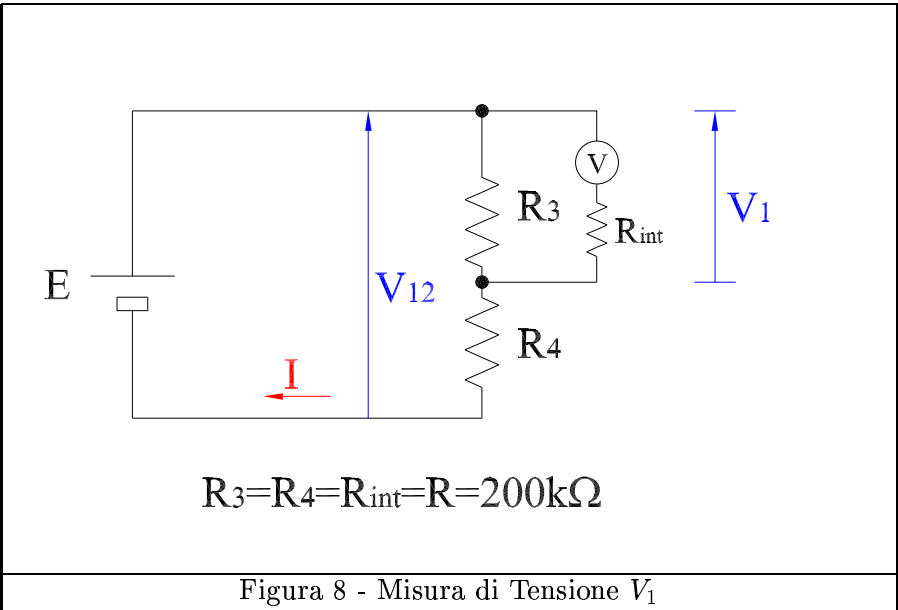 V
R3
V1
Rint
E
V12
R4
I
R3=R4=Rint=R=200kΩ
Figura 8 - Misura di Tensione V1